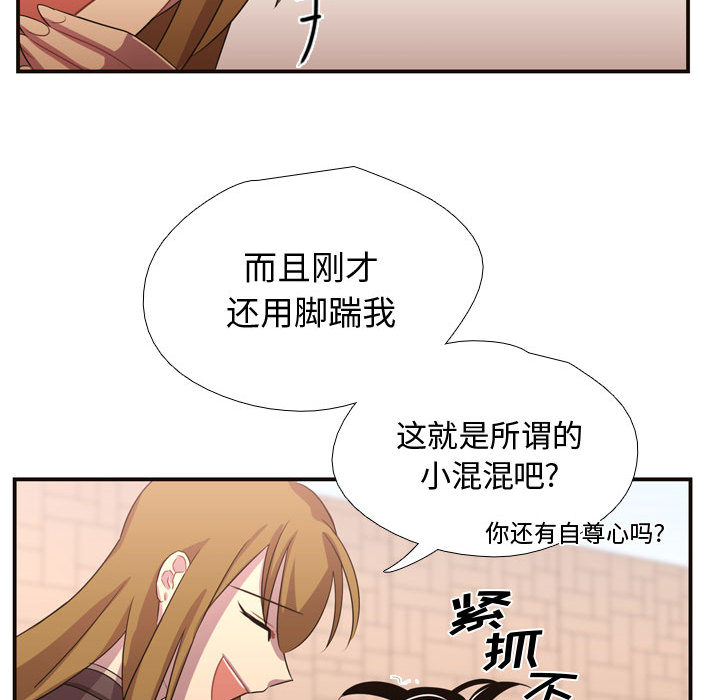 而且刚才
还用脚踹我
这就是所谓的
小混混吧?
你还有自尊心吗?
紧抓不